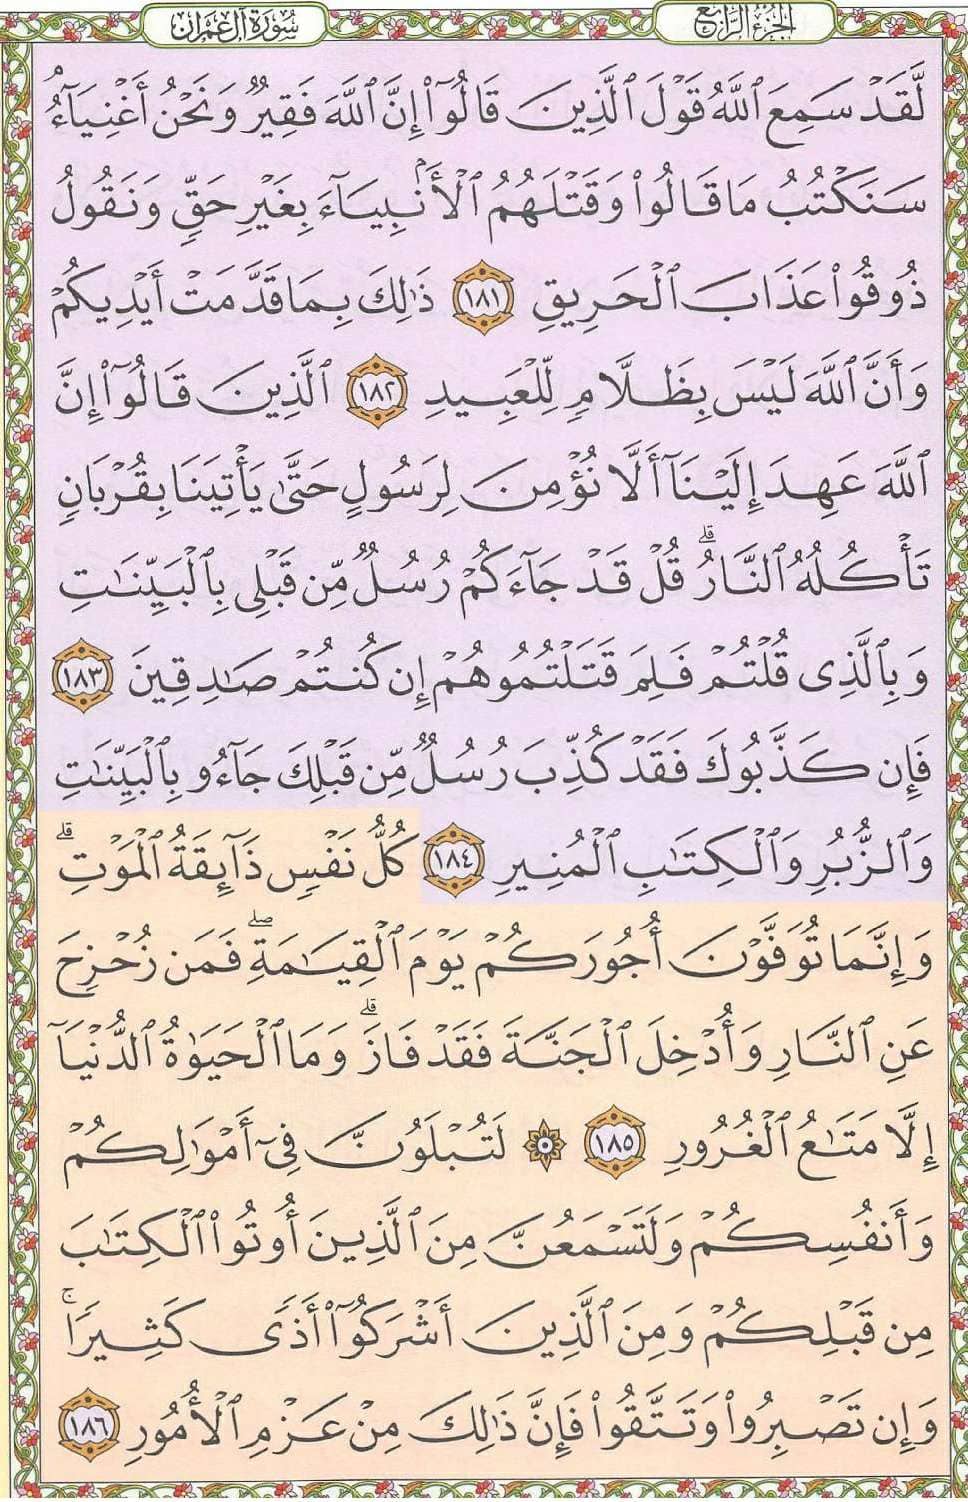 الجزء الرابع
سورة آل عمران
لَّقَدْ سَمِعَ ٱللَّهُ قَوْلَ ٱلَّذِينَ قَالُوٓا۟ إِنَّ ٱللَّهَ فَقِيرٌ وَنَحْنُ أَغْنِيَآءُ ۘ
سَنَكْتُبُ مَا قَالُوا۟ وَقَتْلَهُمُ ٱلْأَنۢبِيَآءَ بِغَيْرِ حَقٍّ وَنَقُولُ
ذُوقُوا۟ عَذَابَ ٱلْحَرِيقِ ١٨١ ذَٰلِكَ بِمَا قَدَّمَتْ أَيْدِيكُمْ
وَأَنَّ ٱللَّهَ لَيْسَ بِظَلَّامٍ لِّلْعَبِيدِ ١٨٢ ٱلَّذِينَ قَالُوٓا۟ إِنَّ
ٱللَّهَ عَهِدَ إِلَيْنَآ أَلَّا نُؤْمِنَ لِرَسُولٍ حَتَّىٰ يَأْتِيَنَا بِقُرْبَانٍ
تَأْكُلُهُ ٱلنَّارُ ۗ قُلْ قَدْ جَآءَكُمْ رُسُلٌ مِّن قَبْلِى بِٱلْبَيِّنَـٰتِ
وَبِٱلَّذِى قُلْتُمْ فَلِمَ قَتَلْتُمُوهُمْ إِن كُنتُمْ صَـٰدِقِينَ ١٨٣
فَإِن كَذَّبُوكَ فَقَدْ كُذِّبَ رُسُلٌ مِّن قَبْلِكَ جَآءُو بِٱلْبَيِّنَـٰتِ
وَٱلزُّبُرِ وَٱلْكِتَـٰبِ ٱلْمُنِيرِ ١٨٤ كُلُّ نَفْسٍ ذَآئِقَةُ ٱلْمَوْتِ ۗ
وَإِنَّمَا تُوَفَّوْنَ أُجُورَكُمْ يَوْمَ ٱلْقِيَـٰمَةِ ۖ فَمَن زُحْزِحَ
عَنِ ٱلنَّارِ وَأُدْخِلَ ٱلْجَنَّةَ فَقَدْ فَازَ ۗ وَمَا ٱلْحَيَوٰةُ ٱلدُّنْيَآ
إِلَّا مَتَـٰعُ ٱلْغُرُورِ ١٨٥ ۞ لَتُبْلَوُنَّ فِىٓ أَمْوَٰلِكُمْ
وَأَنفُسِكُمْ وَلَتَسْمَعُنَّ مِنَ ٱلَّذِينَ أُوتُوا۟ ٱلْكِتَـٰبَ
مِن قَبْلِكُمْ وَمِنَ ٱلَّذِينَ أَشْرَكُوٓا۟ أَذًى كَثِيرًا ۚ
وَإِن تَصْبِرُوا۟ وَتَتَّقُوا۟ فَإِنَّ ذَٰلِكَ مِنْ عَزْمِ ٱلْأُمُورِ ١٨٦